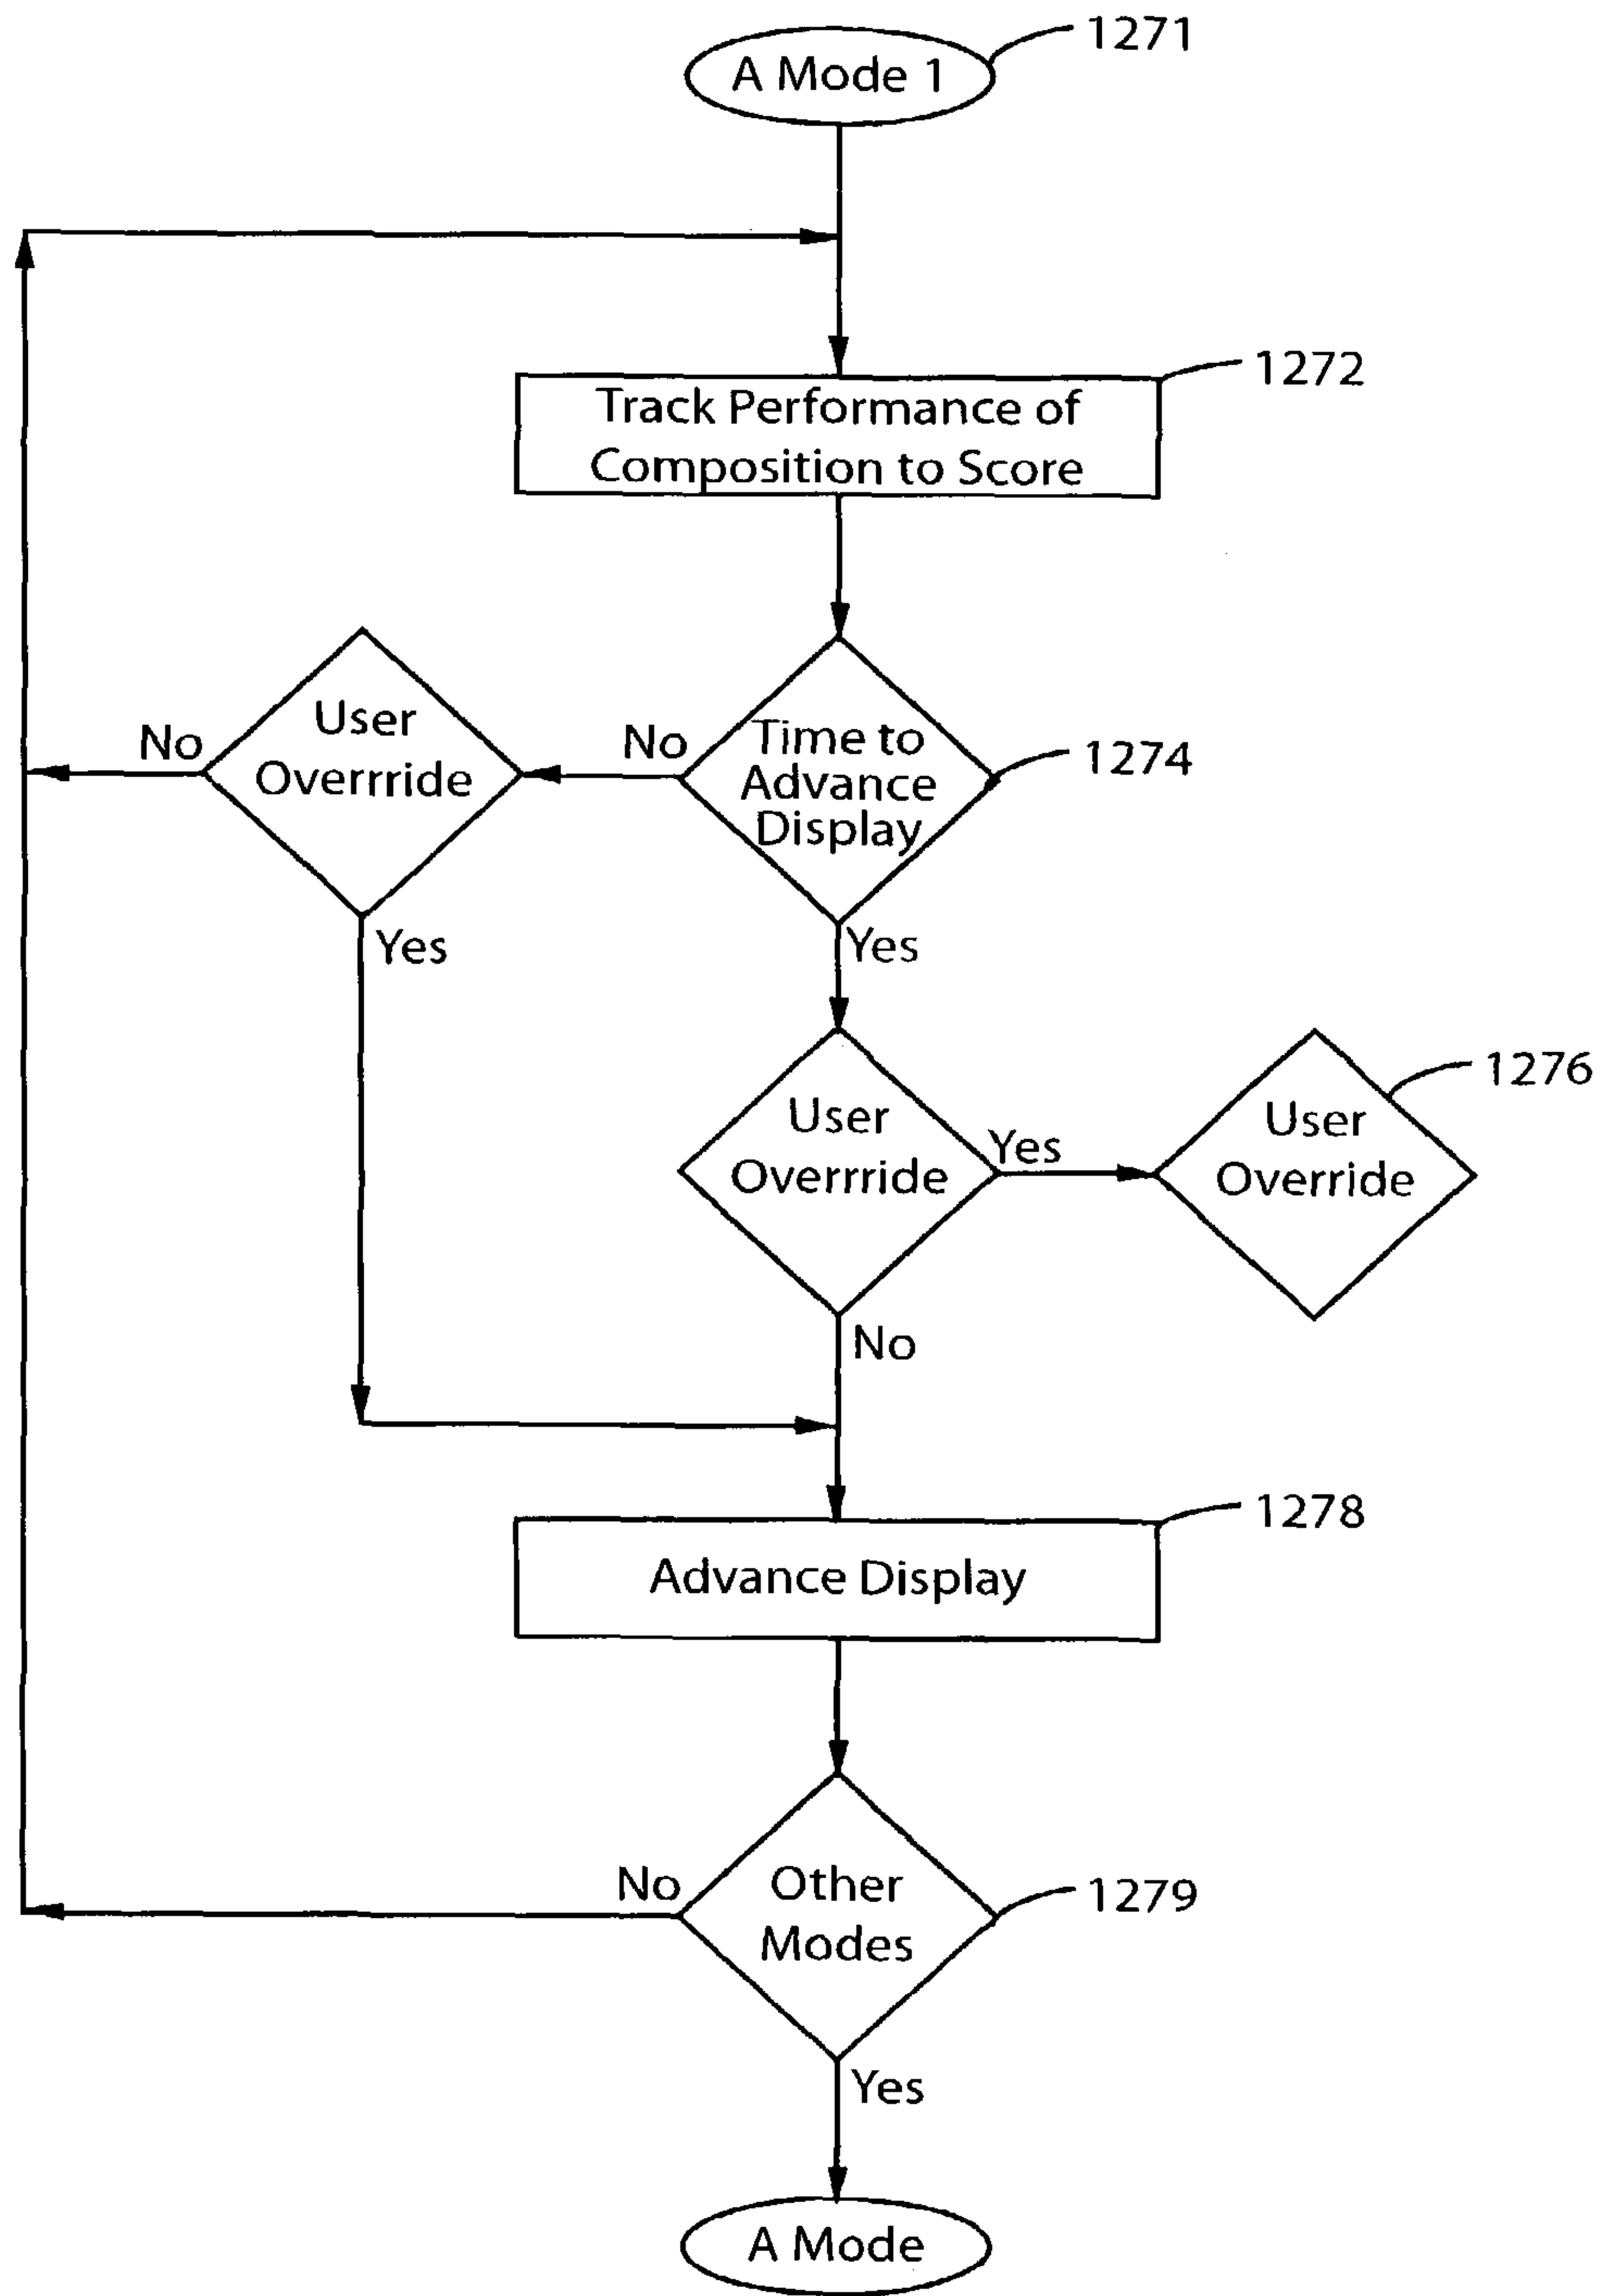 A Mode 1
1271
Track Performance of
Composition to Score
1272
User
Overrride
No
No
Time to
Advance
Display
1274
Yes
Yes
User
Overrride
Yes
User
Override
1276
No
Advance Display
1278
No
Other
Modes
1279
Yes
A Mode